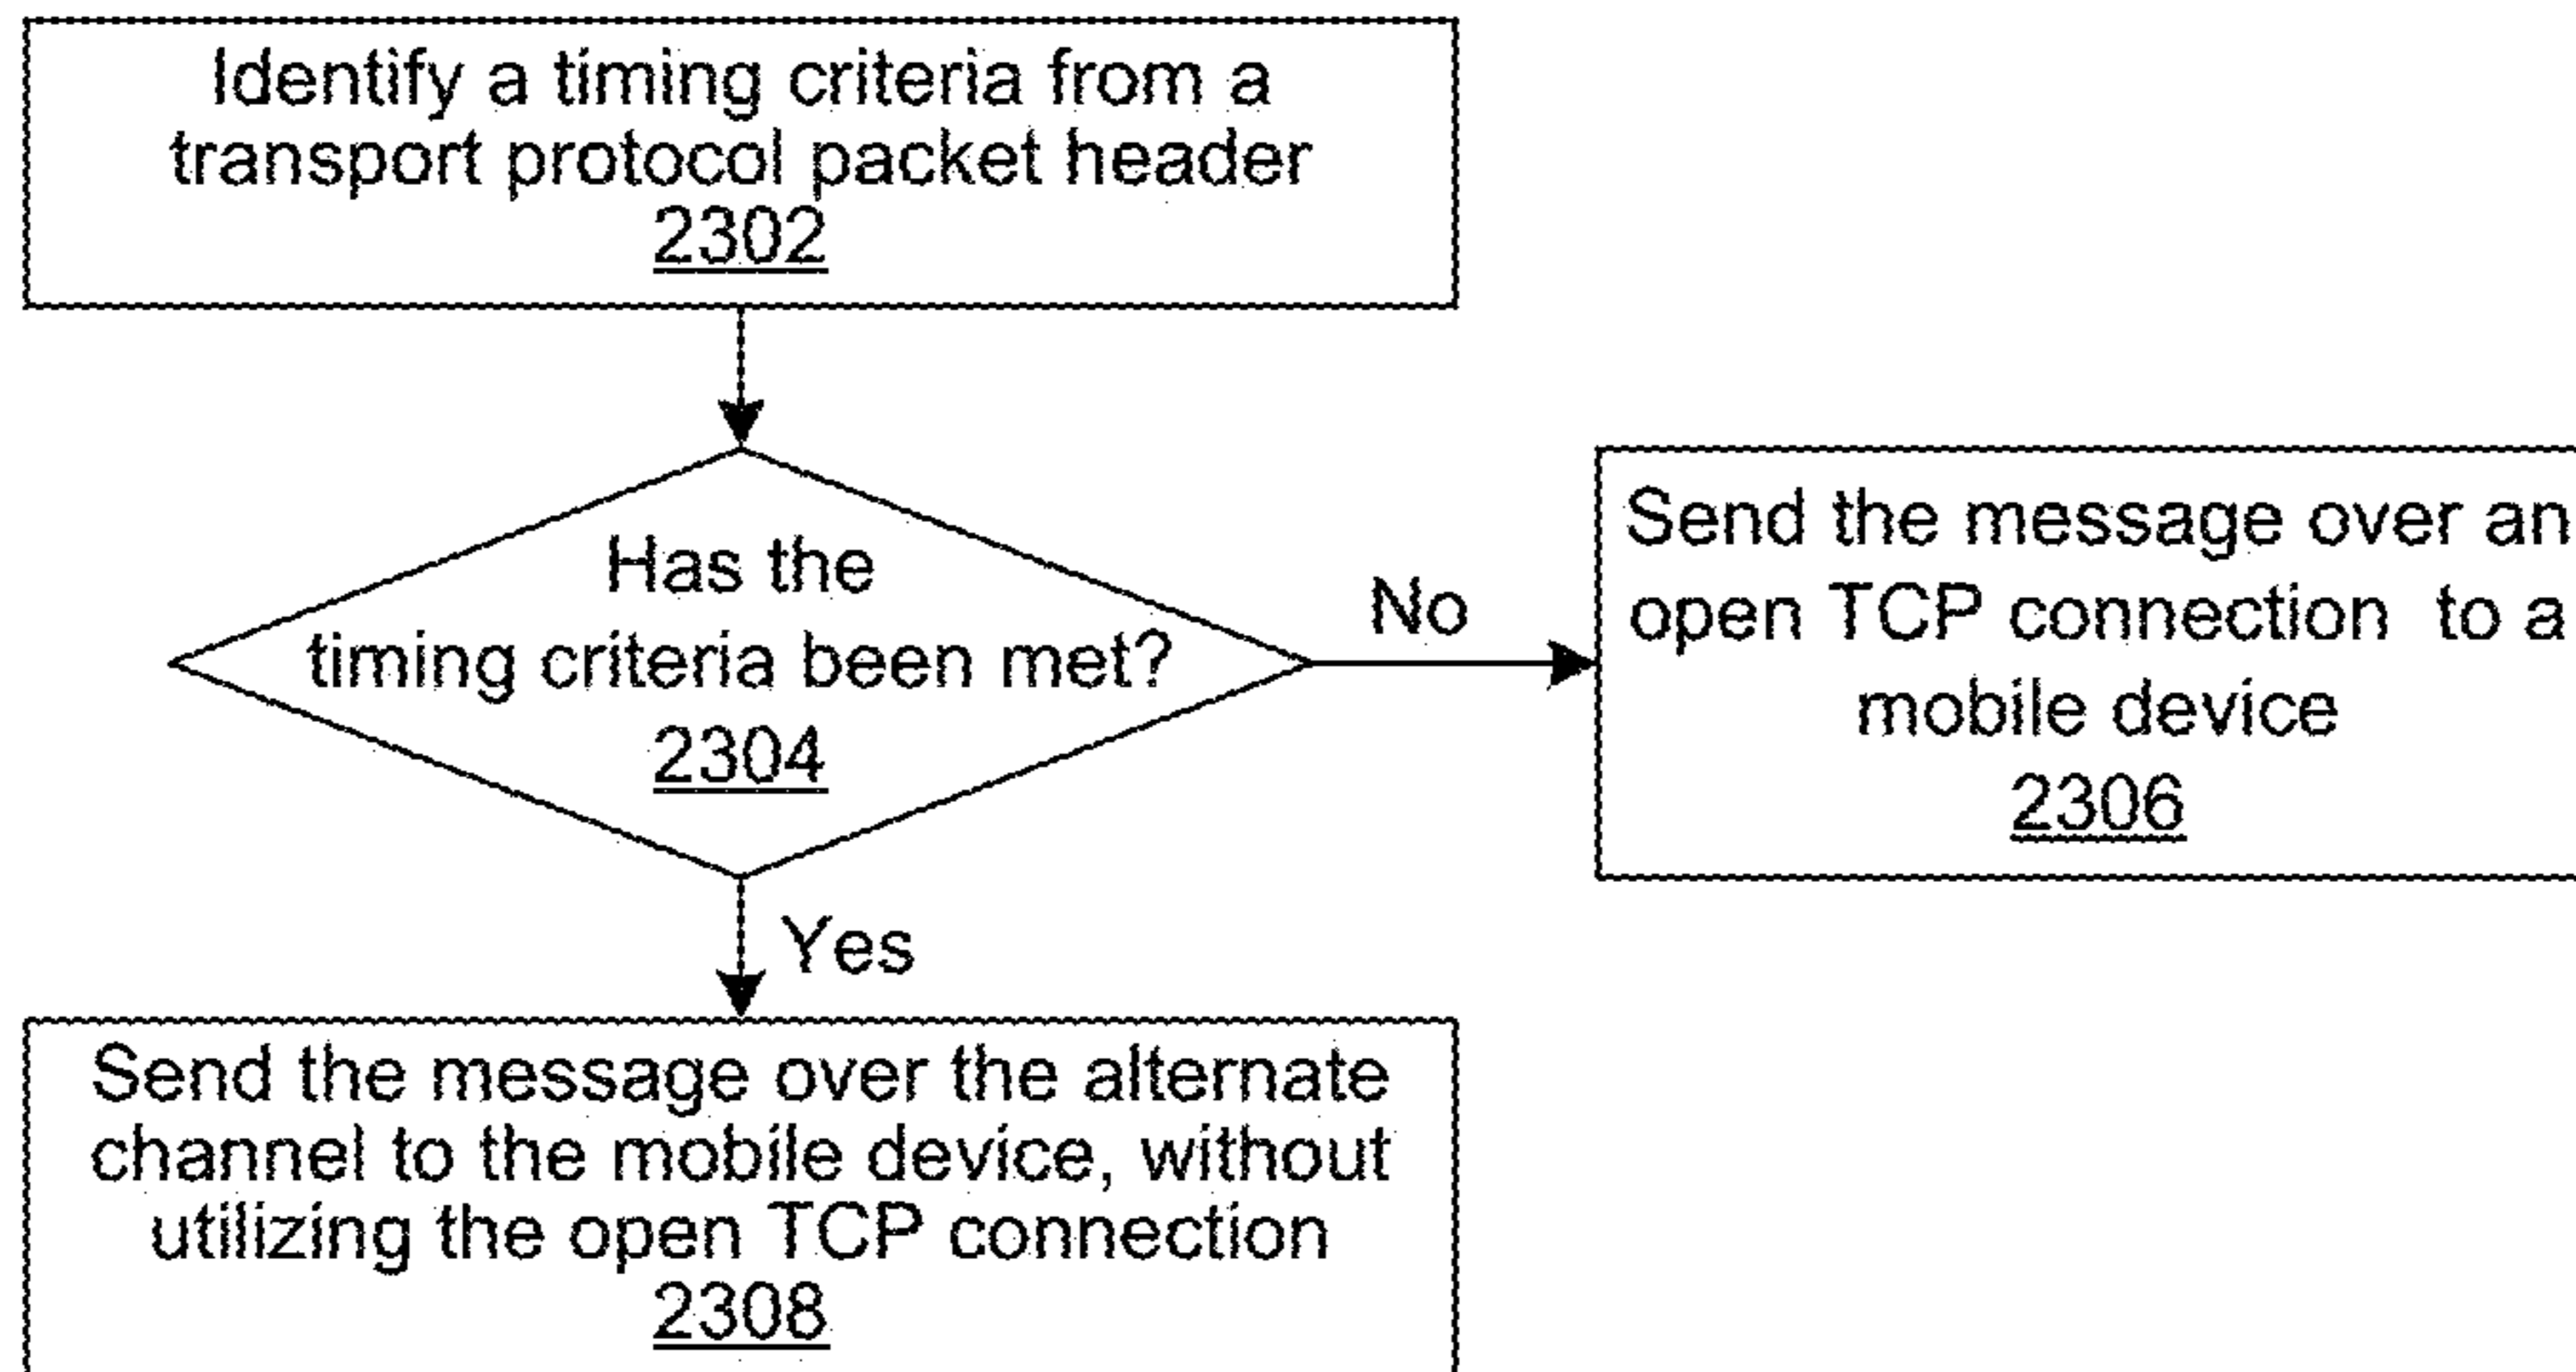 Identify a timing criteria from a
transport protocol packet header
2302
Has the
timing criteria been met?
2304
No
Send the message over an
open TCP connection to a
mobile device
2306
Yes
Send the message over the alternate
channel to the mobile device, without
utilizing the open TCP connection
2308